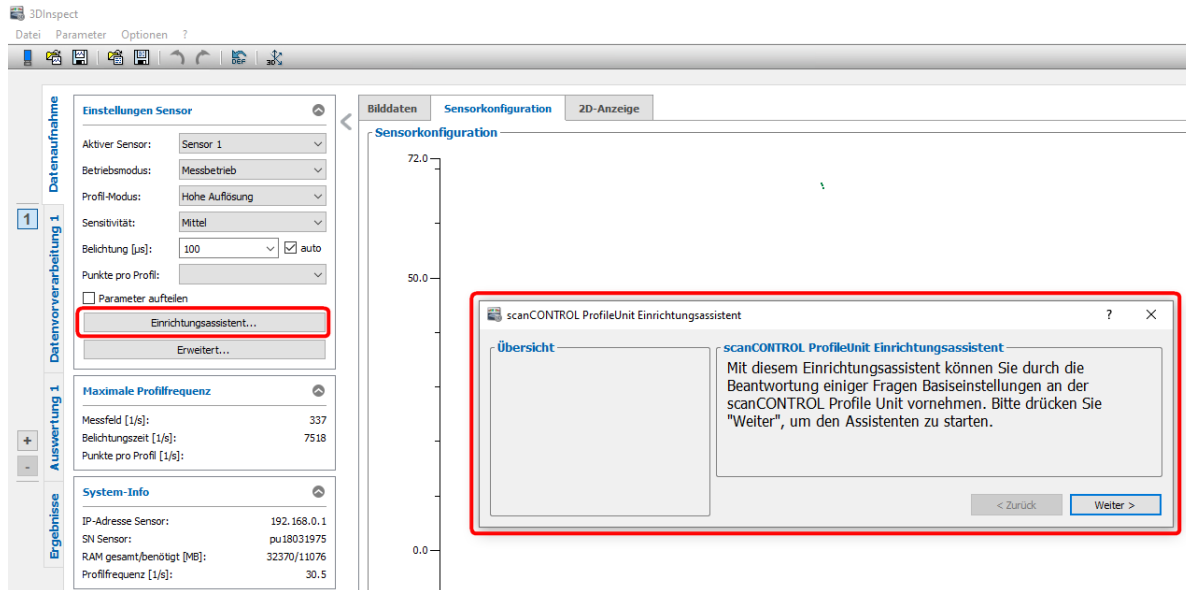 3DInspect
Datei Parameter Optionen ?
DEF 3D
Datenaufnahme
Datenvorverarbeitung 1
Auswertung 1
Ergebnisse
1
+
-
Einstellungen Sensor
Aktiver Sensor: Sensor 1
Betriebsmodus: Messbetrieb
Profil-Modus: Hohe Auflösung
Sensitivität: Mittel
Belichtung [µs]: 100 auto
Punkte pro Profil:
Parameter aufteilen
Einrichtungsassistent...
Erweitert...
Maximale Profilfrequenz
Messfeld [1/s]: 337
Belichtungszeit [1/s]: 7518
Punkte pro Profil [1/s]:
System-Info
IP-Adresse Sensor: 192.168.0.1
SN Sensor: pu18031975
RAM gesamt/benötigt [MB]: 32370/11076
Profilfrequenz [1/s]: 30.5
Bilddaten Sensorkonfiguration 2D-Anzeige
Sensorkonfiguration
72.0
50.0
0.0
scanCONTROL ProfileUnit Einrichtungsassistent ?
Übersicht
scanCONTROL ProfileUnit Einrichtungsassistent
Mit diesem Einrichtungsassistent können Sie durch die
Beantwortung einiger Fragen Basiseinstellungen an der
scanCONTROL Profile Unit vornehmen. Bitte drücken Sie
"Weiter", um den Assistenten zu starten.
< Zurück Weiter >